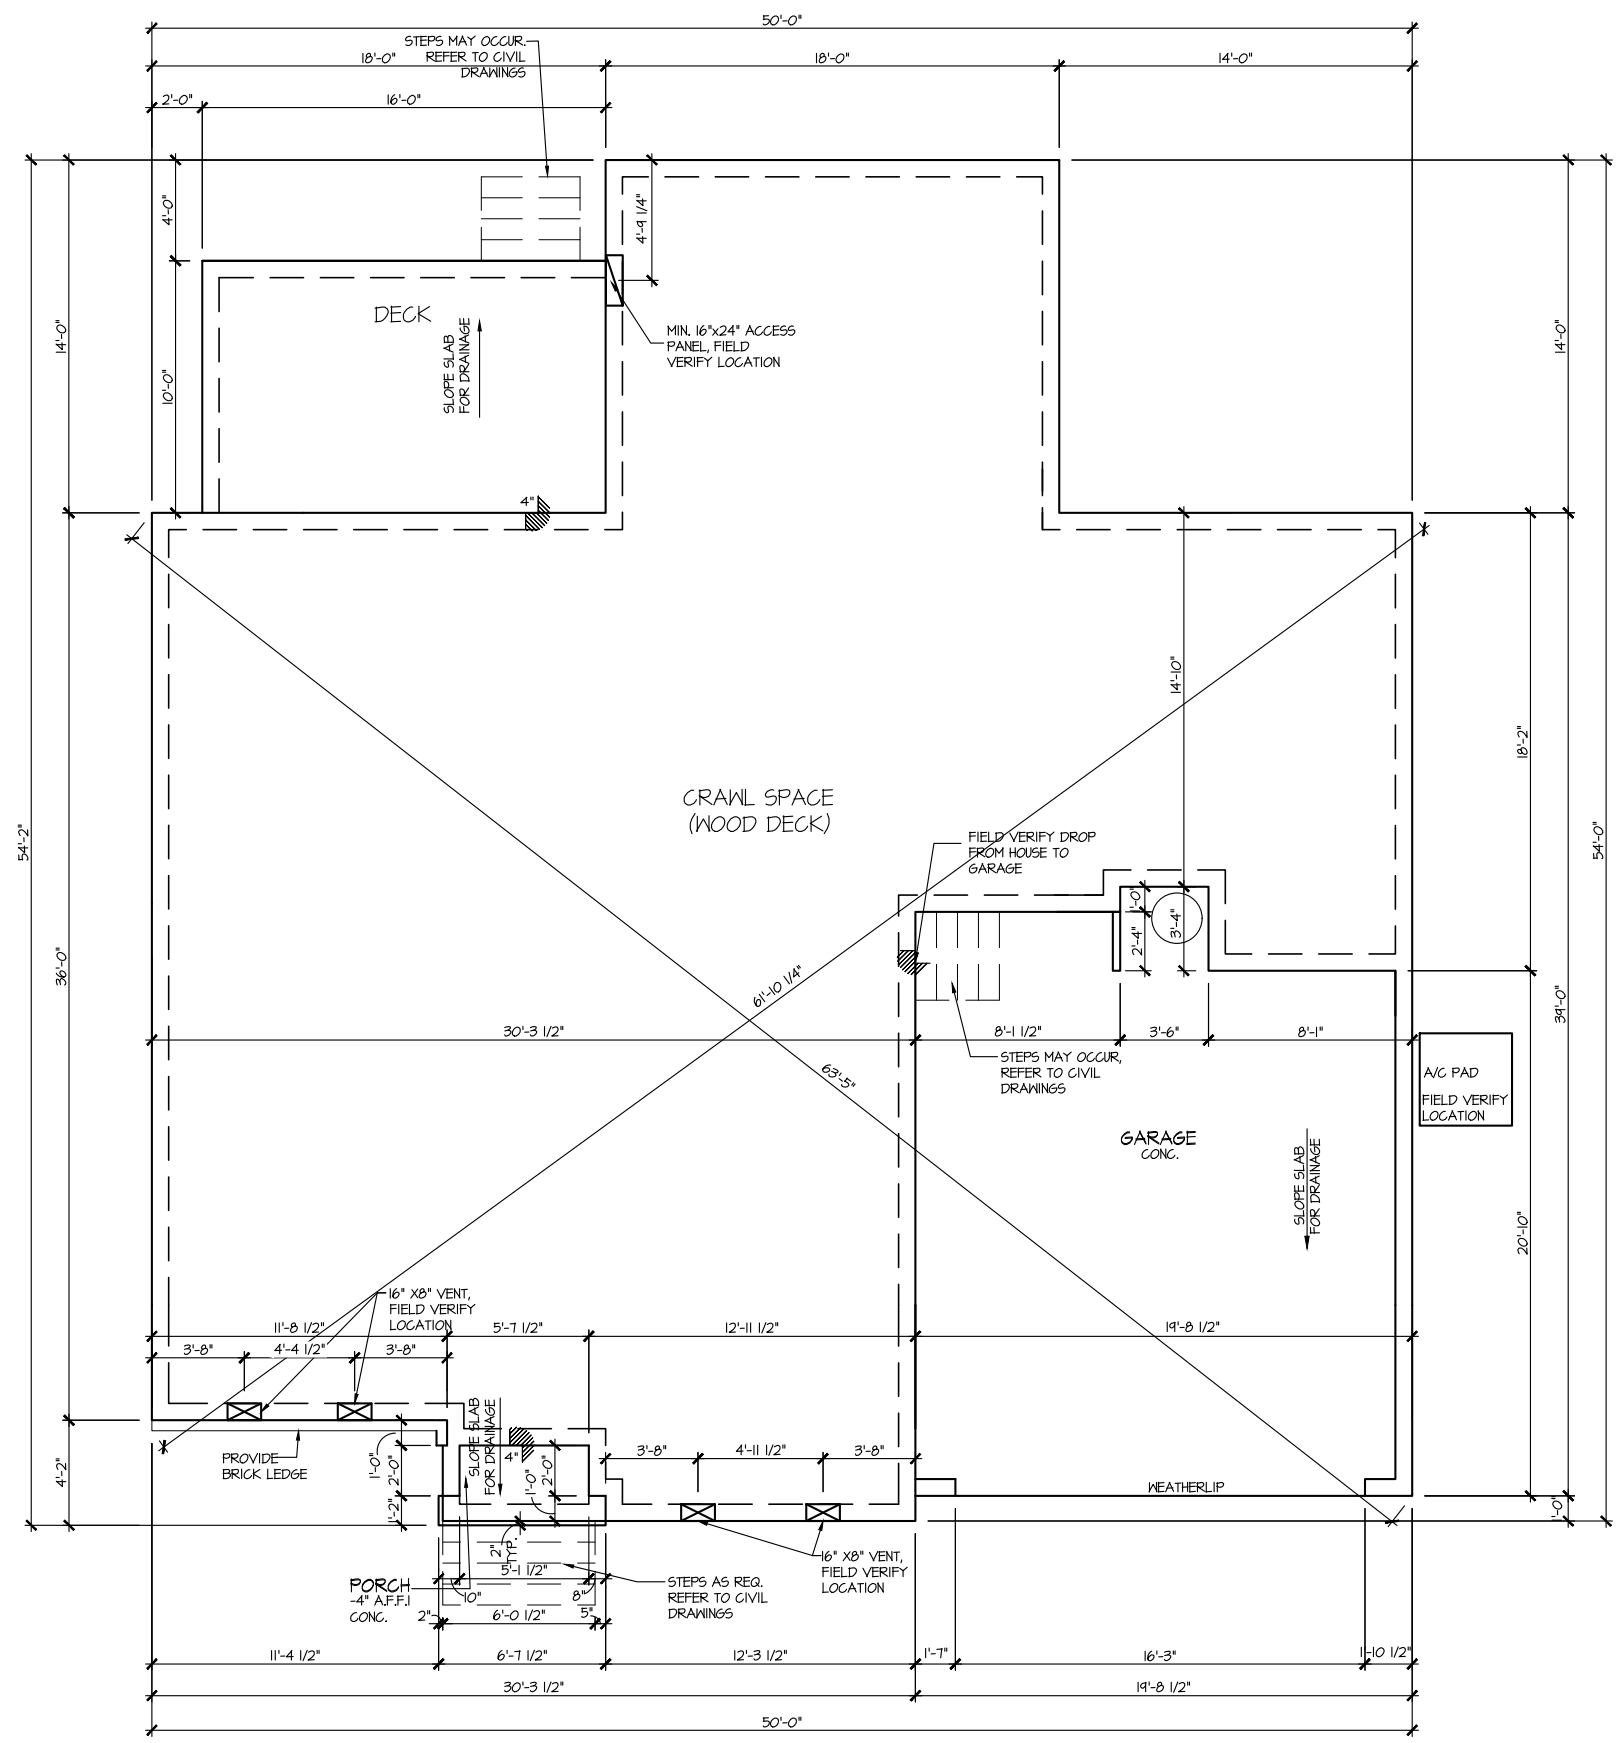 50'-0"
STEPS MAY OCCUR.
REFER TO CIVIL
DRAWINGS
18'-0"
18'-0"
14'-0"
2'-0"
16'-0"
4'-0"
4'-9 1/4"
DECK
SLOPE SLAB
FOR DRAINAGE
MIN. 16"x24" ACCESS
PANEL, FIELD
VERIFY LOCATION
14'-0"
10'-0"
14'-0"
4"
14'-10"
18'-2"
CRAWL SPACE
(WOOD DECK)
54'-2"
54'-0"
FIELD VERIFY DROP
FROM HOUSE TO
GARAGE
1'-0"
2'-4"
3'-4"
36'-0"
61'-10 1/4"
39'-0"
30'-3 1/2"
8'-1 1/2"
3'-6"
8'-1"
STEPS MAY OCCUR,
REFER TO CIVIL
DRAWINGS
63'-5"
A/C PAD
FIELD VERIFY
LOCATION
GARAGE
CONC.
SLOPE SLAB
FOR DRAINAGE
20'-10"
16" X8" VENT,
FIELD VERIFY
LOCATION
11'-8 1/2"
5'-7 1/2"
12'-11 1/2"
19'-8 1/2"
3'-8"
4'-4 1/2"
3'-8"
SLOPE SLAB
FOR DRAINAGE
4"
3'-8"
4'-11 1/2"
3'-8"
PROVIDE
BRICK LEDGE
4'-2"
1'-0"
2'-0"
1'-2"
1'-0"
2'-0"
WEATHERLIP
1'-0"
2"
TYP.
16" X8" VENT,
FIELD VERIFY
LOCATION
5'-1 1/2"
10"
8"
PORCH
-4" A.F.F.1
CONC.
STEPS AS REQ.
REFER TO CIVIL
DRAWINGS
2"
6'-0 1/2"
5"
11'-4 1/2"
6'-7 1/2"
12'-3 1/2"
1'-7"
16'-3"
1'-10 1/2"
30'-3 1/2"
19'-8 1/2"
50'-0"